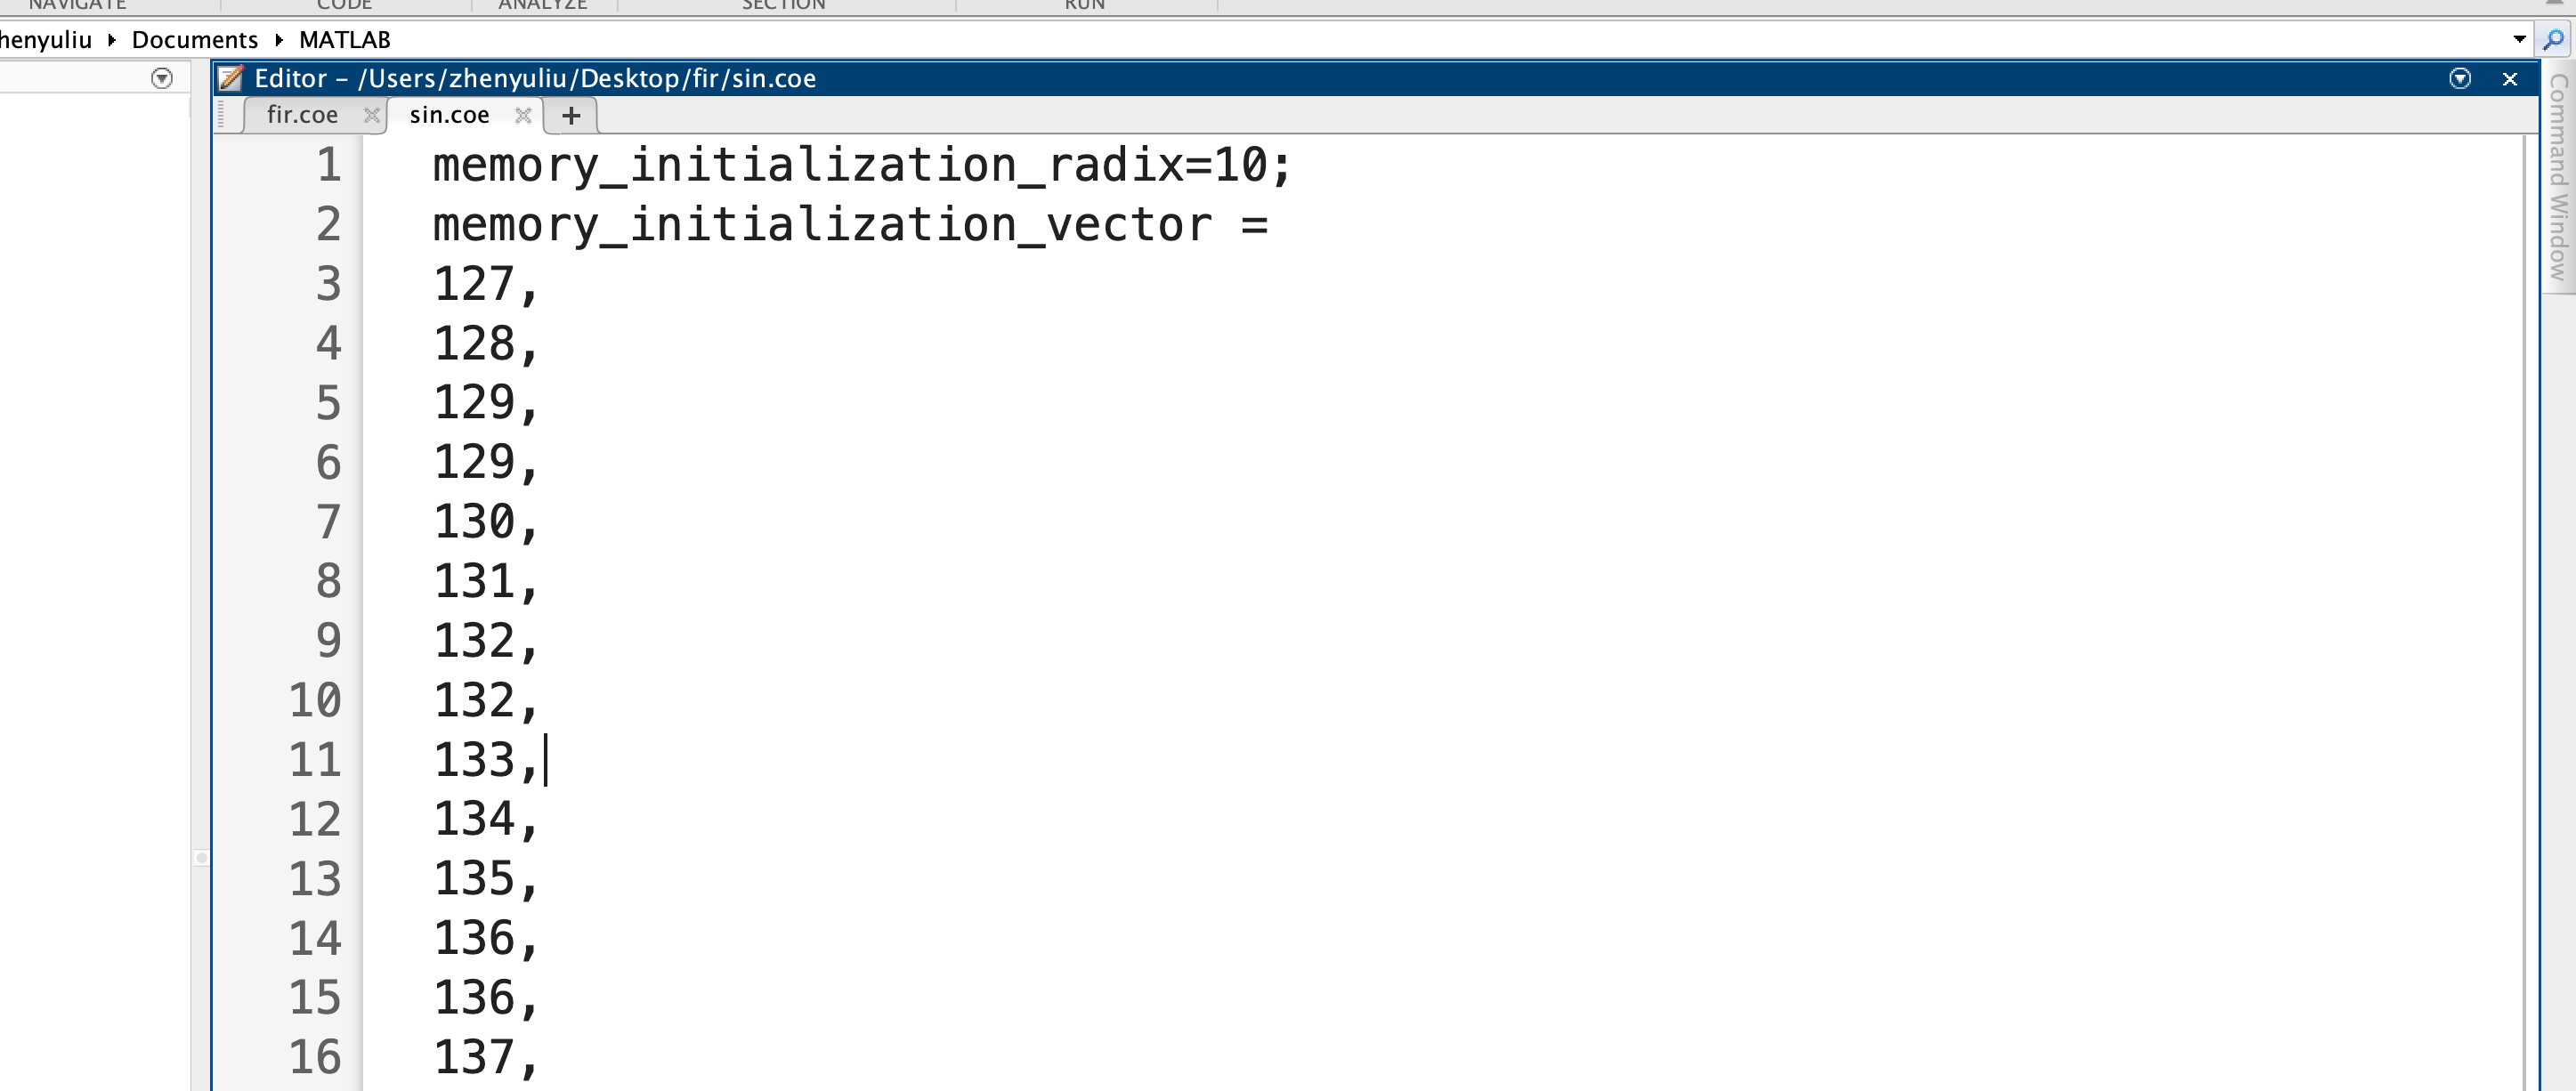 NAVIGATE CODE ANALYZE SECTION RUN
henyuliu Documents MATLAB
Editor – /Users/zhenyuliu/Desktop/fir/sin.coe
fir.coe sin.coe +
1 memory_initialization_radix=10;
2 memory_initialization_vector =
3 127,
4 128,
5 129,
6 129,
7 130,
8 131,
9 132,
10 132,
11 133,
12 134,
13 135,
14 136,
15 136,
16 137,
Command Window